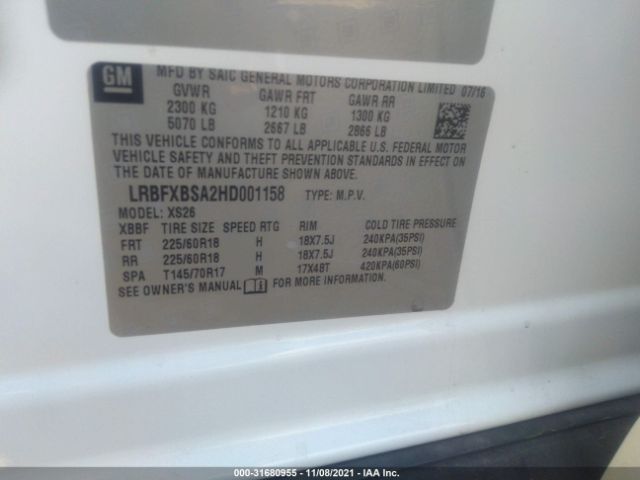 GM
MFD BY SAIC GENERAL MOTORS CORPORATION LIMITED 07/16
GVWR GAWR FRT GAWR RR
2300 KG 1210 KG 1300 KG
5070 LB 2667 LB 2866 LB
THIS VEHICLE CONFORMS TO ALL APPLICABLE U.S. FEDERAL MOTOR
VEHICLE SAFETY AND THEFT PREVENTION STANDARDS IN EFFECT ON
THE DATE OF MANUFACTURE SHOWN ABOVE.
LRBFXBSA2HD001158 TYPE: M.P.V.
MODEL: XS26
XBBF TIRE SIZE SPEED RTG RIM COLD TIRE PRESSURE
FRT 225/60R18 H 18X7.5J 240KPA(35PSI)
RR 225/60R18 H 18X7.5J 240KPA(35PSI)
SPA T145/70R17 M 17X4BT 420KPA(60PSI)
SEE OWNER'S MANUAL FOR MORE INFORMATION.
000-31680955 - 11/08/2021 - IAAI.com